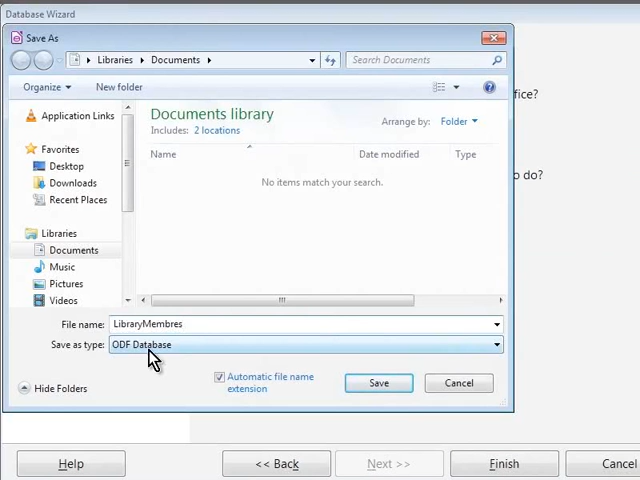 Database Wizard
Save As
Libraries Documents Search Documents
fice?
Organize New folder
Application Links
Documents library
Includes: 2 locations
Arrange by: Folder
Favorites
Name Date modified Type
Desktop
o do?
Downloads
No items match your search.
Recent Places
Libraries
Documents
Music
Pictures
Videos
File name: LibraryMembres
Save as type: ODF Database
Hide Folders
Automatic file name
extension
Save Cancel
Help << Back Next >> Finish Cancel